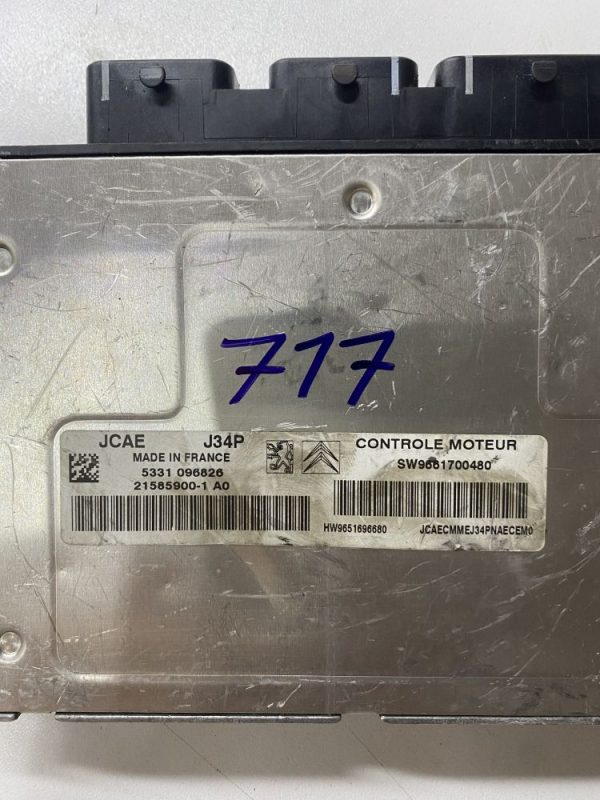 717
JCAE J34P
MADE IN FRANCE
5331 096826
21585900-1 A0
CONTROLE MOTEUR
SW9661700480
HW9651696680 JCAECMMEJ34PNAECEM0